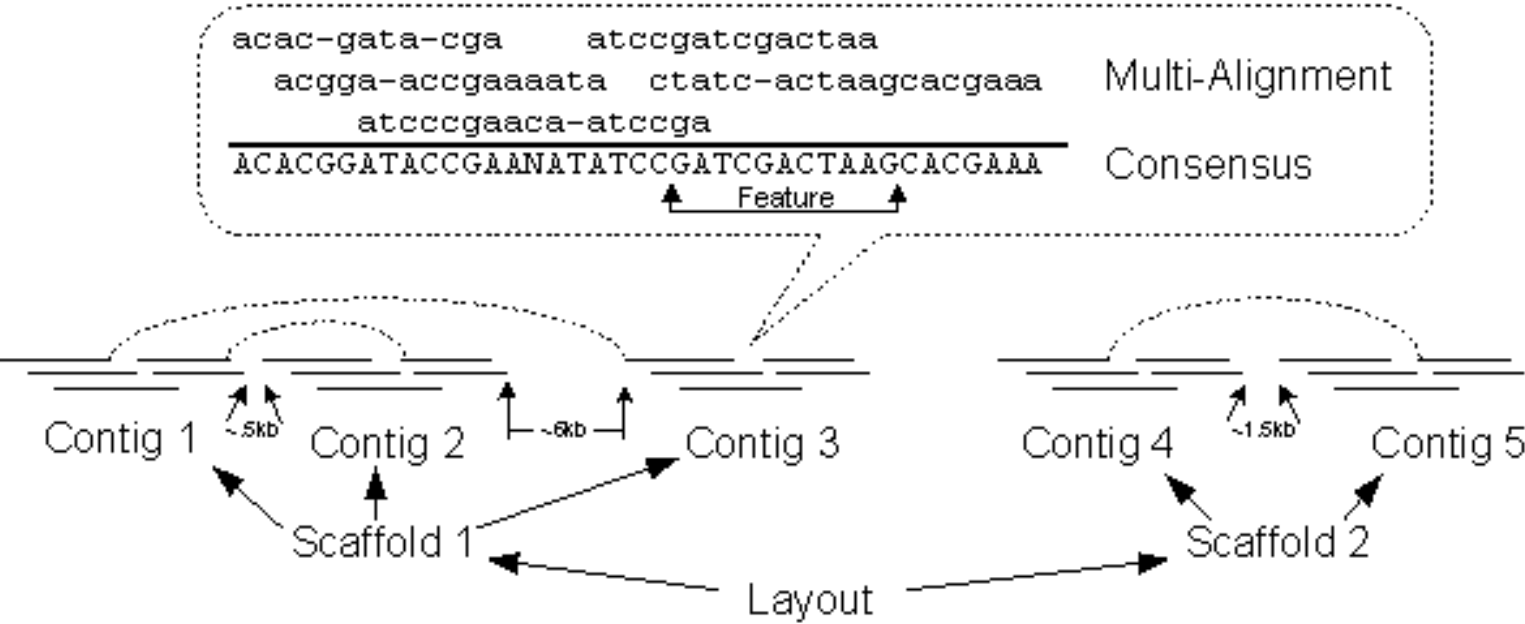 acac-gata-cga atccgatcgactaa
acgga-accgaaaata ctatc-actaagcacgaaa
Multi-Alignment
atcccgaaca-atccga
ACACGGATACCGAANATATCCGATCGACTAAGCACGAAA
Consensus
Feature
Contig 1
~.5kb
Contig 2
~6kb
Contig 3
Contig 4
~1.5kb
Contig 5
Scaffold 1
Scaffold 2
Layout